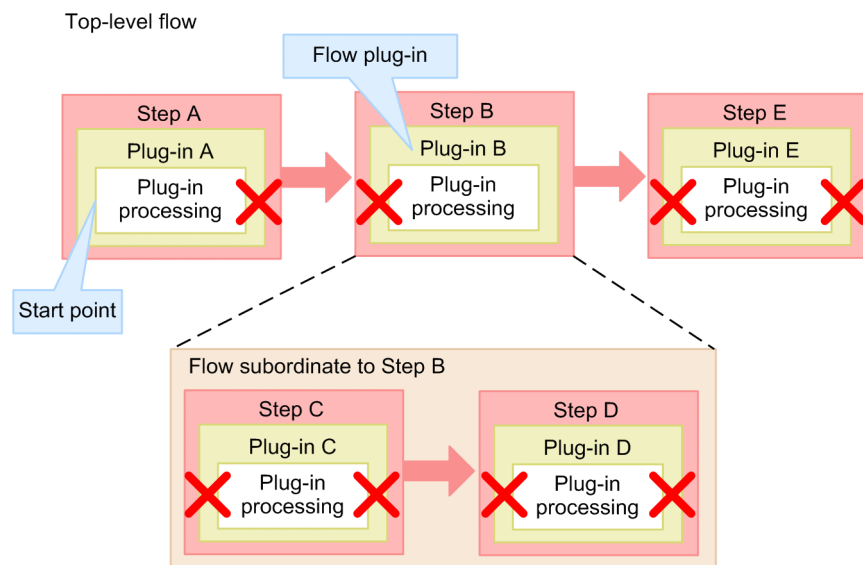 Top-level flow
Flow plug-in
Step A
Plug-in A
Plug-in
processing
Step B
Plug-in B
Plug-in
processing
Step E
Plug-in E
Plug-in
processing
Start point
Flow subordinate to Step B
Step C
Plug-in C
Plug-in
processing
Step D
Plug-in D
Plug-in
processing